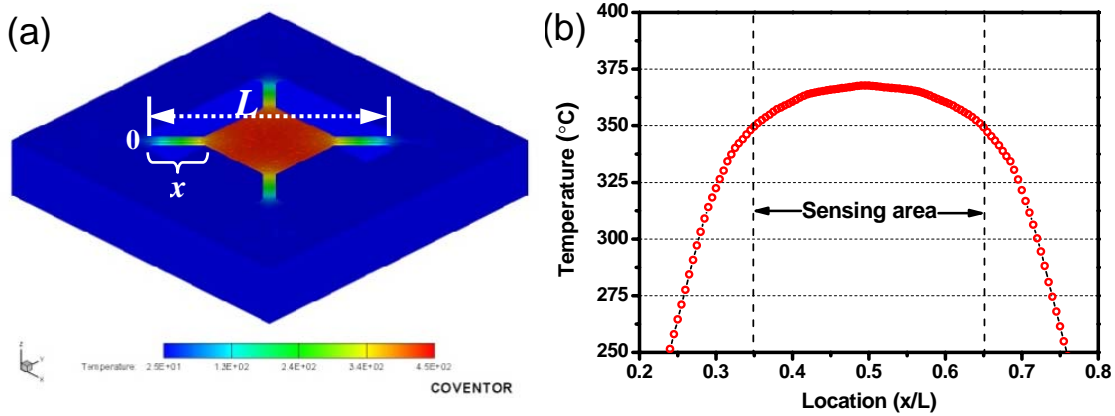 (a)
L
0
x
z
y
x
Temperature:
2.5E+01 1.3E+02 2.4E+02 3.4E+02 4.5E+02
COVENTOR
(b)
400
375
350
325
300
275
250
Temperature (°C)
Sensing area
0.2 0.3 0.4 0.5 0.6 0.7 0.8
Location (x/L)